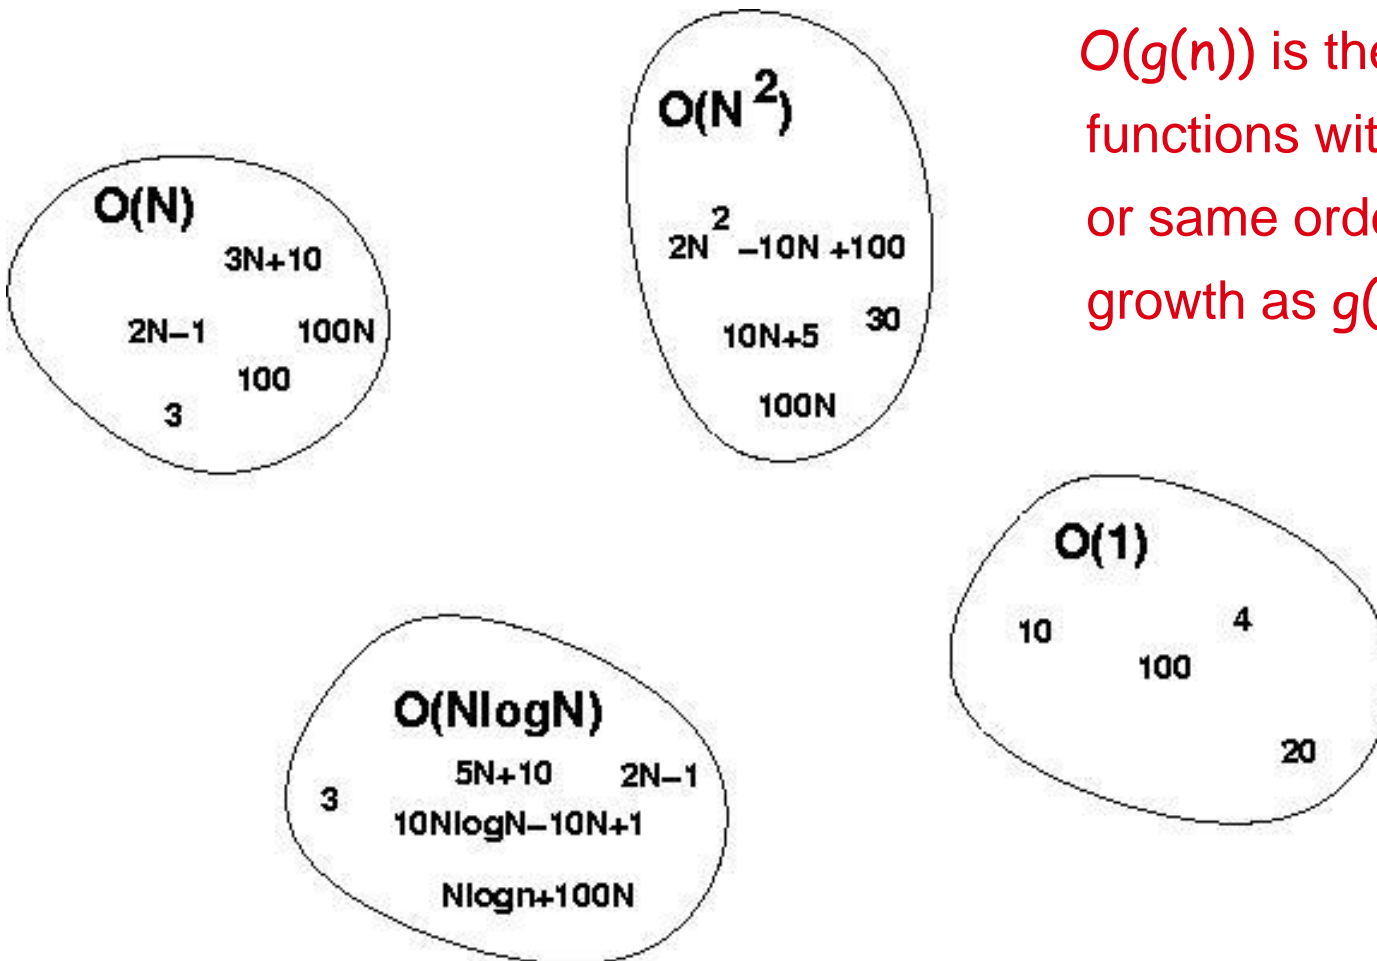 O(g(n)) is the
functions wit
or same orde
growth as g(
O(N)
3N+10
2N–1 100N
100
3
O(N²)
2N² –10N +100
10N+5 30
100N
O(1)
10 4
100
20
O(NlogN)
5N+10 2N–1
3
10NlogN–10N+1
Nlogn+100N